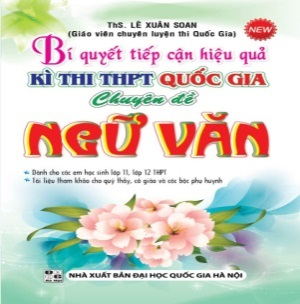 ThS. LÊ XUÂN SOAN
(Giáo viên chuyên luyện thi Quốc Gia)
NEW
Bí quyết tiếp cận hiệu quả
KÌ THI THPT QUỐC GIA
Chuyên đề
NGỮ VĂN
- Dành cho các em học sinh lớp 11, lớp 12 THPT
- Tài liệu tham khảo cho quý thầy, cô giáo và các bậc phụ huynh
NHÀ XUẤT BẢN ĐẠI HỌC QUỐC GIA HÀ NỘI